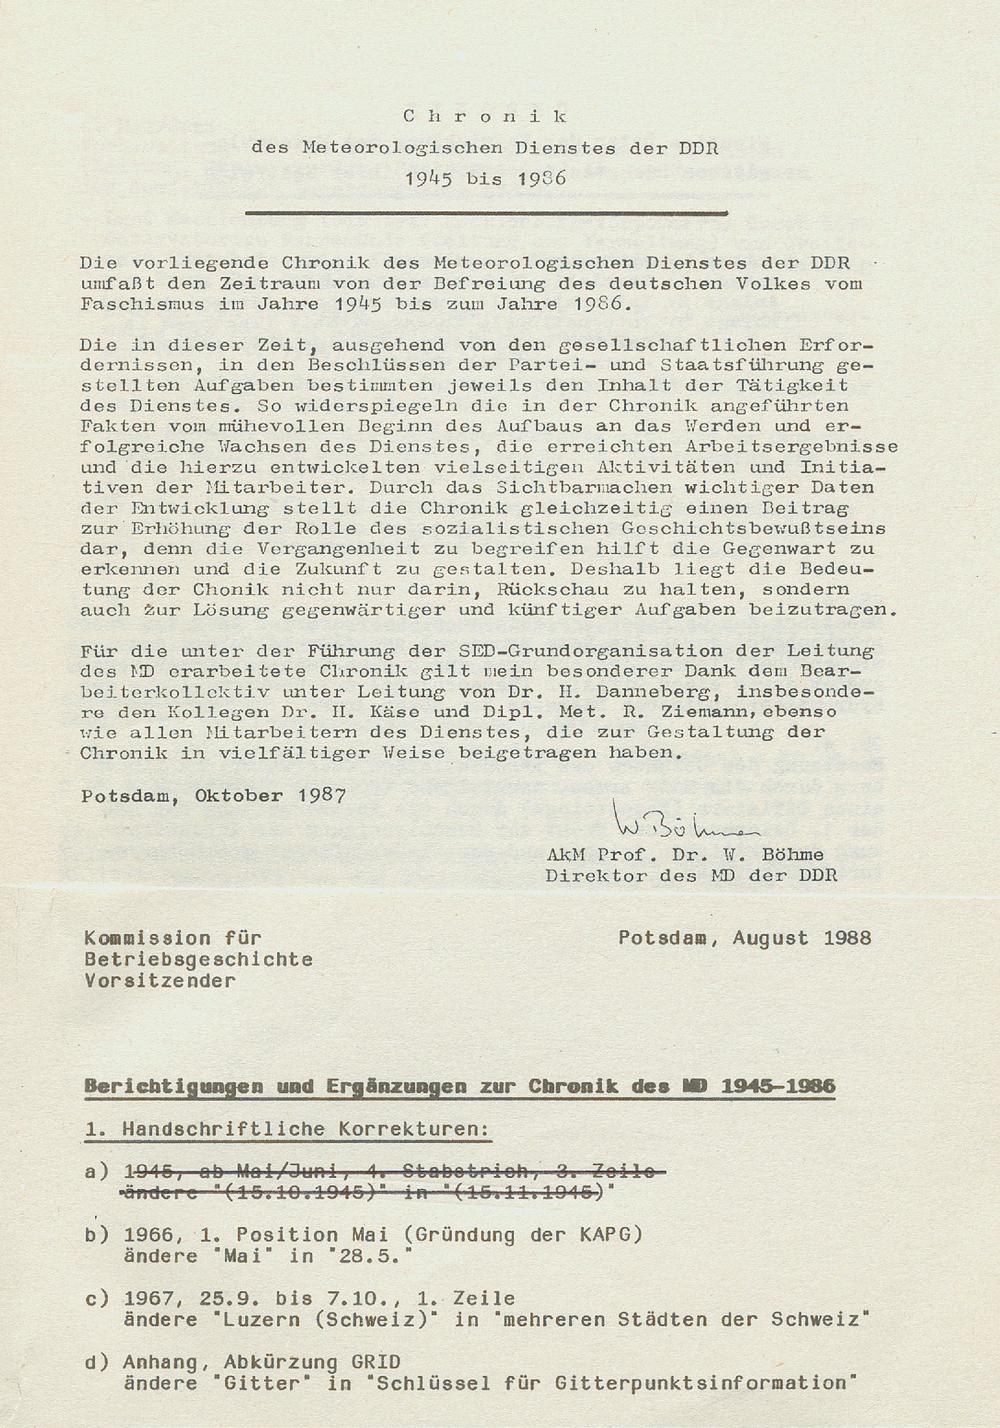 C h r o n i k
des Meteorologischen Dienstes der DDR
1945 bis 1986
Die vorliegende Chronik des Meteorologischen Dienstes der DDR
umfaßt den Zeitraum von der Befreiung des deutschen Volkes vom
Faschismus im Jahre 1945 bis zum Jahre 1986.
Die in dieser Zeit, ausgehend von den gesellschaftlichen Erfor-
dernissen, in den Beschlüssen der Partei- und Staatsführung ge-
stellten Aufgaben bestimmten jeweils den Inhalt der Tätigkeit
des Dienstes. So widerspiegeln die in der Chronik angeführten
Fakten vom mühevollen Beginn des Aufbaus an das Werden und er-
folgreiche Wachsen des Dienstes, die erreichten Arbeitsergebnisse
und die hierzu entwickelten vielseitigen Aktivitäten und Initia-
tiven der Mitarbeiter. Durch das Sichtbarmachen wichtiger Daten
der Entwicklung stellt die Chronik gleichzeitig einen Beitrag
zur Erhöhung der Rolle des sozialistischen Geschichtsbewußtseins
dar, denn die Vergangenheit zu begreifen hilft die Gegenwart zu
erkennen und die Zukunft zu gestalten. Deshalb liegt die Bedeu-
tung der Chonik nicht nur darin, Rückschau zu halten, sondern
auch zur Lösung gegenwärtiger und künftiger Aufgaben beizutragen.
Für die unter der Führung der SED-Grundorganisation der Leitung
des MD erarbeitete Chronik gilt mein besonderer Dank dem Bear-
beiterkollektiv unter Leitung von Dr. H. Danneberg, insbesonde-
re den Kollegen Dr. H. Käse und Dipl. Met. R. Ziemann, ebenso
wie allen Mitarbeitern des Dienstes, die zur Gestaltung der
Chronik in vielfältiger Weise beigetragen haben.
Potsdam, Oktober 1987
W Böhme
AkM Prof. Dr. W. Böhme
Direktor des MD der DDR
Kommission für Potsdam, August 1988
Betriebsgeschichte
Vorsitzender
Berichtigungen und Ergänzungen zur Chronik des MD 1945-1986
1. Handschriftliche Korrekturen:
a) 1945, ab Mai/Juni, 4. Stabstrich, 3. Zeile
ändere "(15.10.1945)" in "(15.11.1945)"
b) 1966, 1. Position Mai (Gründung der KAPG)
ändere "Mai" in "28.5."
c) 1967, 25.9. bis 7.10., 1. Zeile
ändere "Luzern (Schweiz)" in "mehreren Städten der Schweiz"
d) Anhang, Abkürzung GRID
ändere "Gitter" in "Schlüssel für Gitterpunktsinformation"